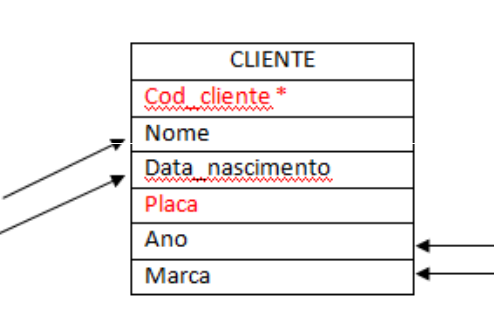 CLIENTE
Cod_cliente *
Nome
Data_nascimento
Placa
Ano
Marca